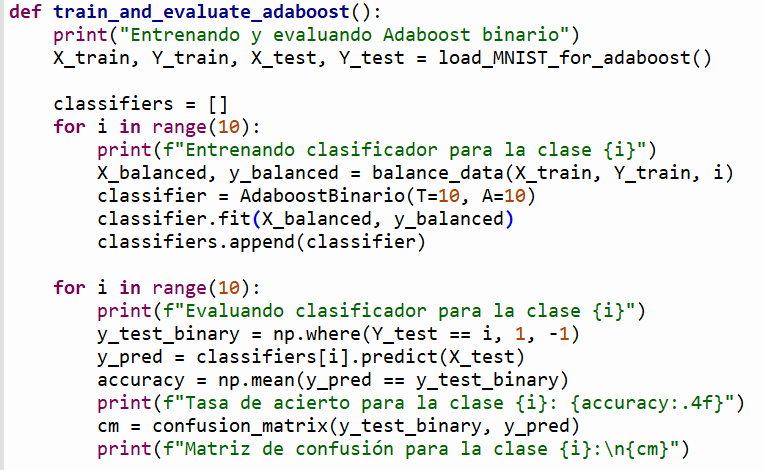 def train_and_evaluate_adaboost():
    print("Entrenando y evaluando Adaboost binario")
    X_train, Y_train, X_test, Y_test = load_MNIST_for_adaboost()

    classifiers = []
    for i in range(10):
        print(f"Entrenando clasificador para la clase {i}")
        X_balanced, y_balanced = balance_data(X_train, Y_train, i)
        classifier = AdaboostBinario(T=10, A=10)
        classifier.fit(X_balanced, y_balanced)
        classifiers.append(classifier)

    for i in range(10):
        print(f"Evaluando clasificador para la clase {i}")
        y_test_binary = np.where(Y_test == i, 1, -1)
        y_pred = classifiers[i].predict(X_test)
        accuracy = np.mean(y_pred == y_test_binary)
        print(f"Tasa de acierto para la clase {i}: {accuracy:.4f}")
        cm = confusion_matrix(y_test_binary, y_pred)
        print(f"Matriz de confusión para la clase {i}:\n{cm}")